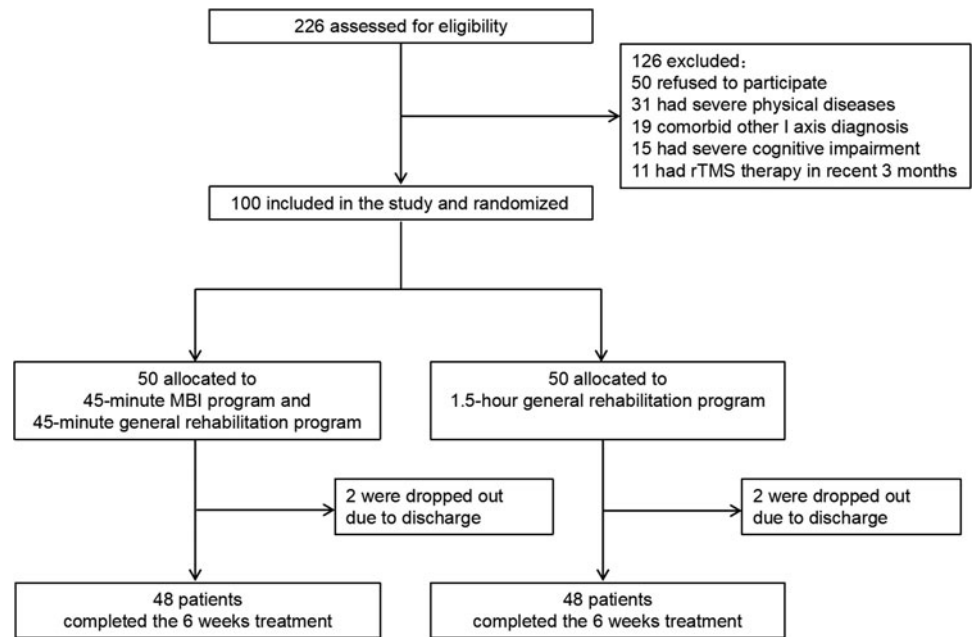 226 assessed for eligibility
126 excluded：
50 refused to participate
31 had severe physical diseases
19 comorbid other I axis diagnosis
15 had severe cognitive impairment
11 had rTMS therapy in recent 3 months
100 included in the study and randomized
50 allocated to
45-minute MBI program and
45-minute general rehabilitation program
50 allocated to
1.5-hour general rehabilitation program
2 were dropped out
due to discharge
2 were dropped out
due to discharge
48 patients
completed the 6 weeks treatment
48 patients
completed the 6 weeks treatment